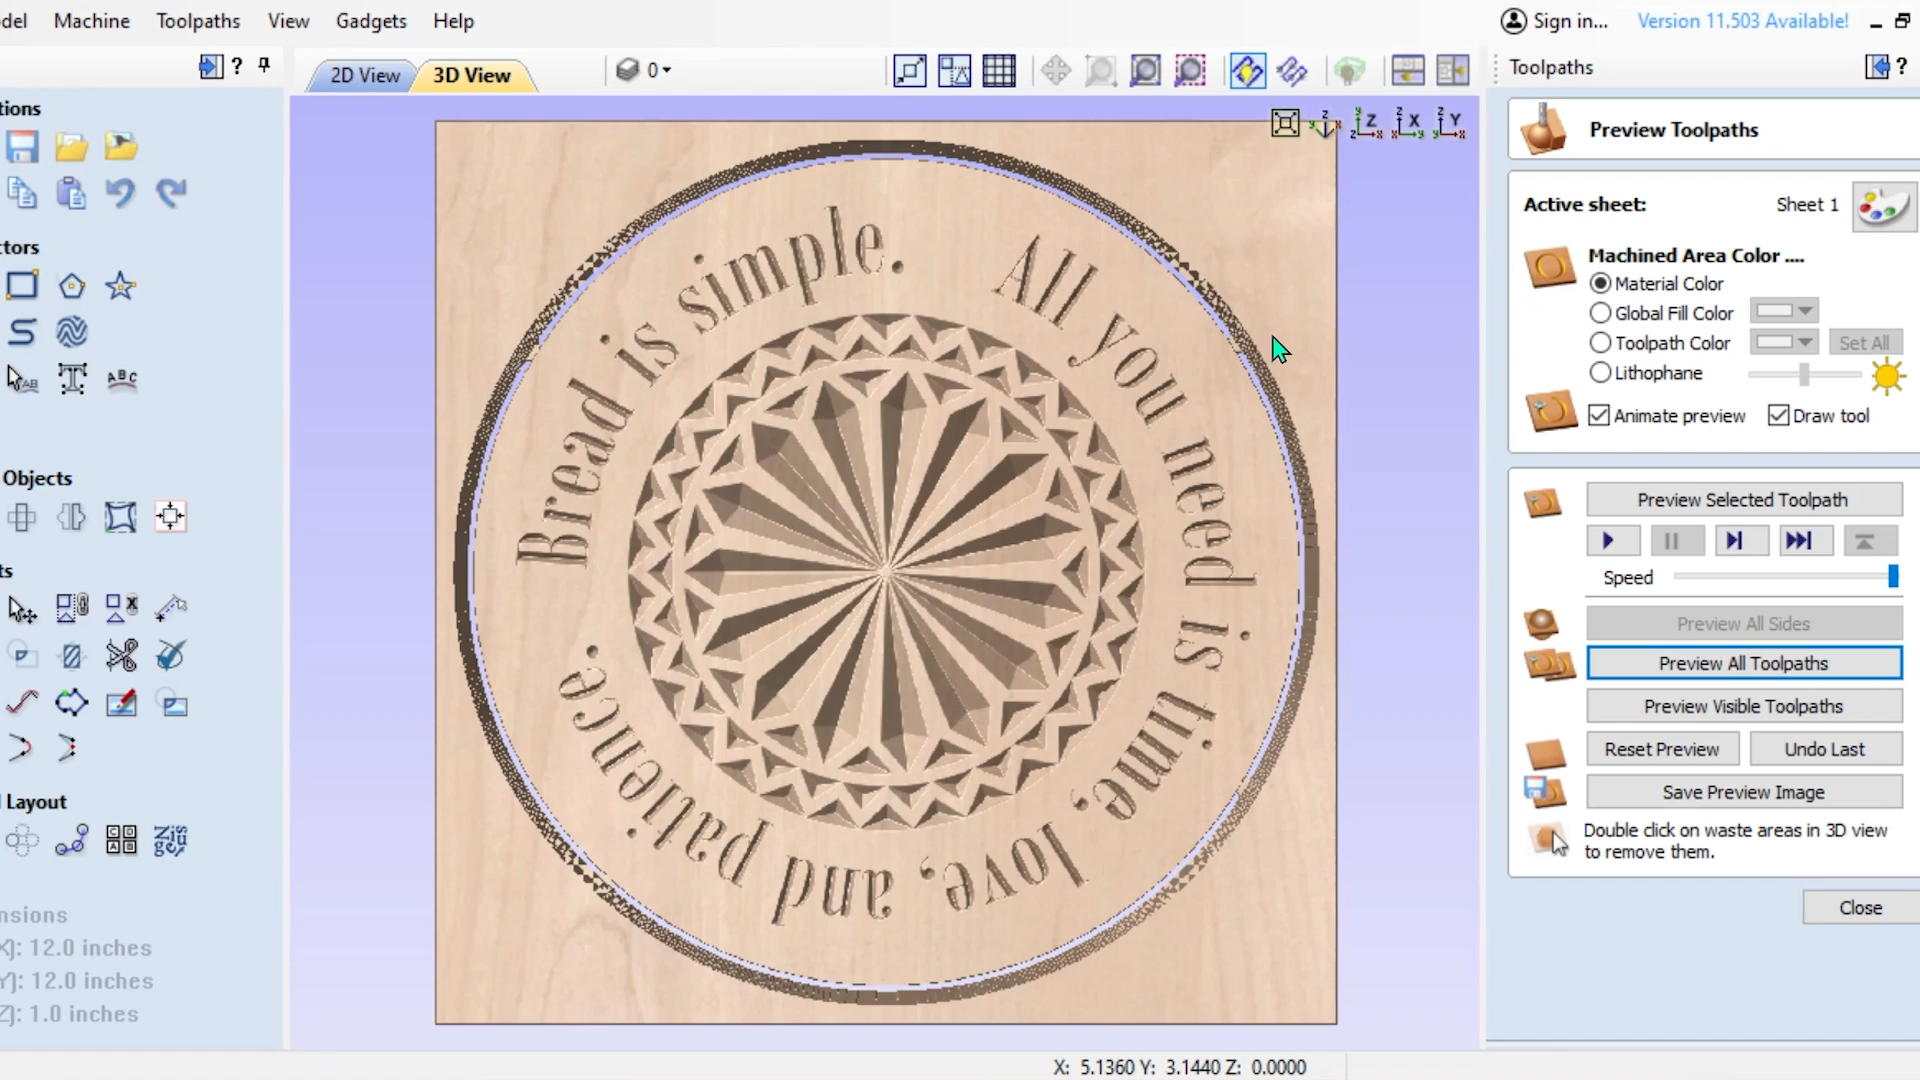 del Machine Toolpaths View Gadgets Help
Sign in... Version 11.503 Available!
2D View 3D View 0
Toolpaths
?
?
tions
ctors
Objects
ts
Layout
nsions
X): 12.0 inches
Y): 12.0 inches
Z): 1.0 inches
Bread is simple. All you need is time, love, and patience.
Preview Toolpaths
Active sheet: Sheet 1
Machined Area Color ....
Material Color
Global Fill Color
Toolpath Color Set All
Lithophane
Animate preview Draw tool
Preview Selected Toolpath
Speed
Preview All Sides
Preview All Toolpaths
Preview Visible Toolpaths
Reset Preview Undo Last
Save Preview Image
Double click on waste areas in 3D view
to remove them.
Close
X: 5.1360 Y: 3.1440 Z: 0.0000